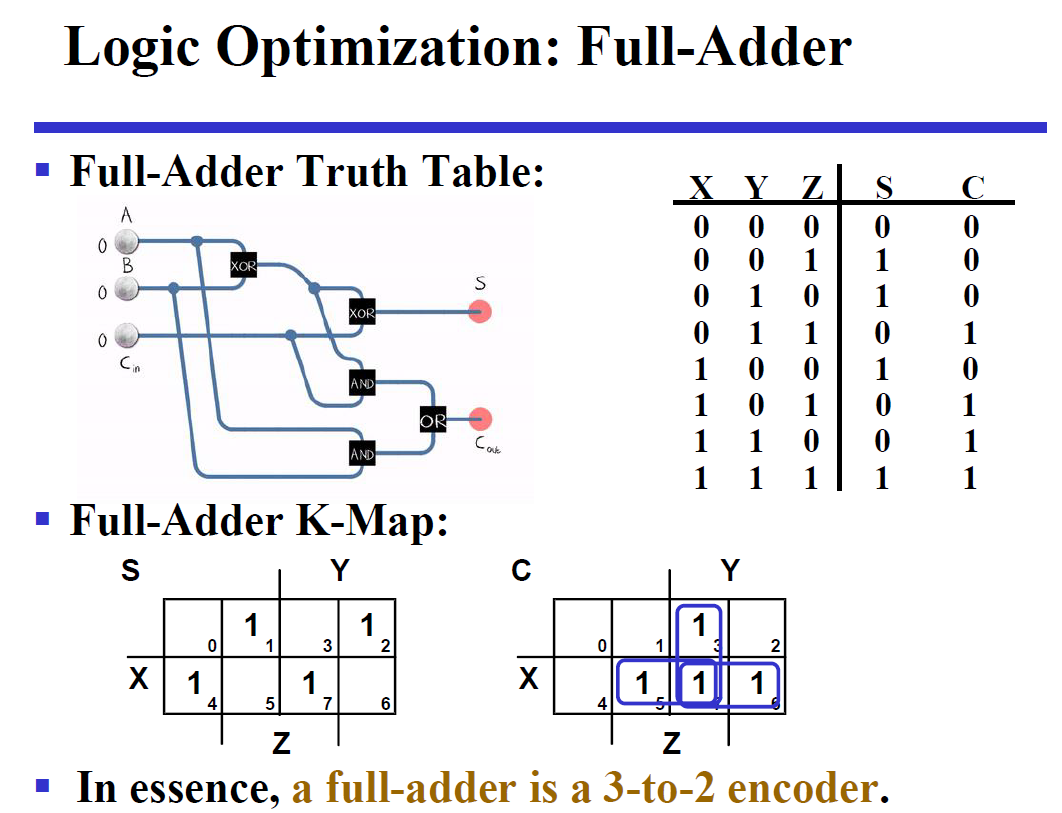 Logic Optimization: Full-Adder
Full-Adder Truth Table:
A
0
B
0
0
C in
XOR
XOR
AND
AND
OR
S
C out
X Y Z S C
0 0 0 0 0
0 0 1 1 0
0 1 0 1 0
0 1 1 0 1
1 0 0 1 0
1 0 1 0 1
1 1 0 0 1
1 1 1 1 1
Full-Adder K-Map:
S Y
1 1
0 1 3 2
X 1 1
4 5 7 6
Z
C Y
1
0 1 3 2
X 1 1 1
4 5 6
Z
In essence, a full-adder is a 3-to-2 encoder.